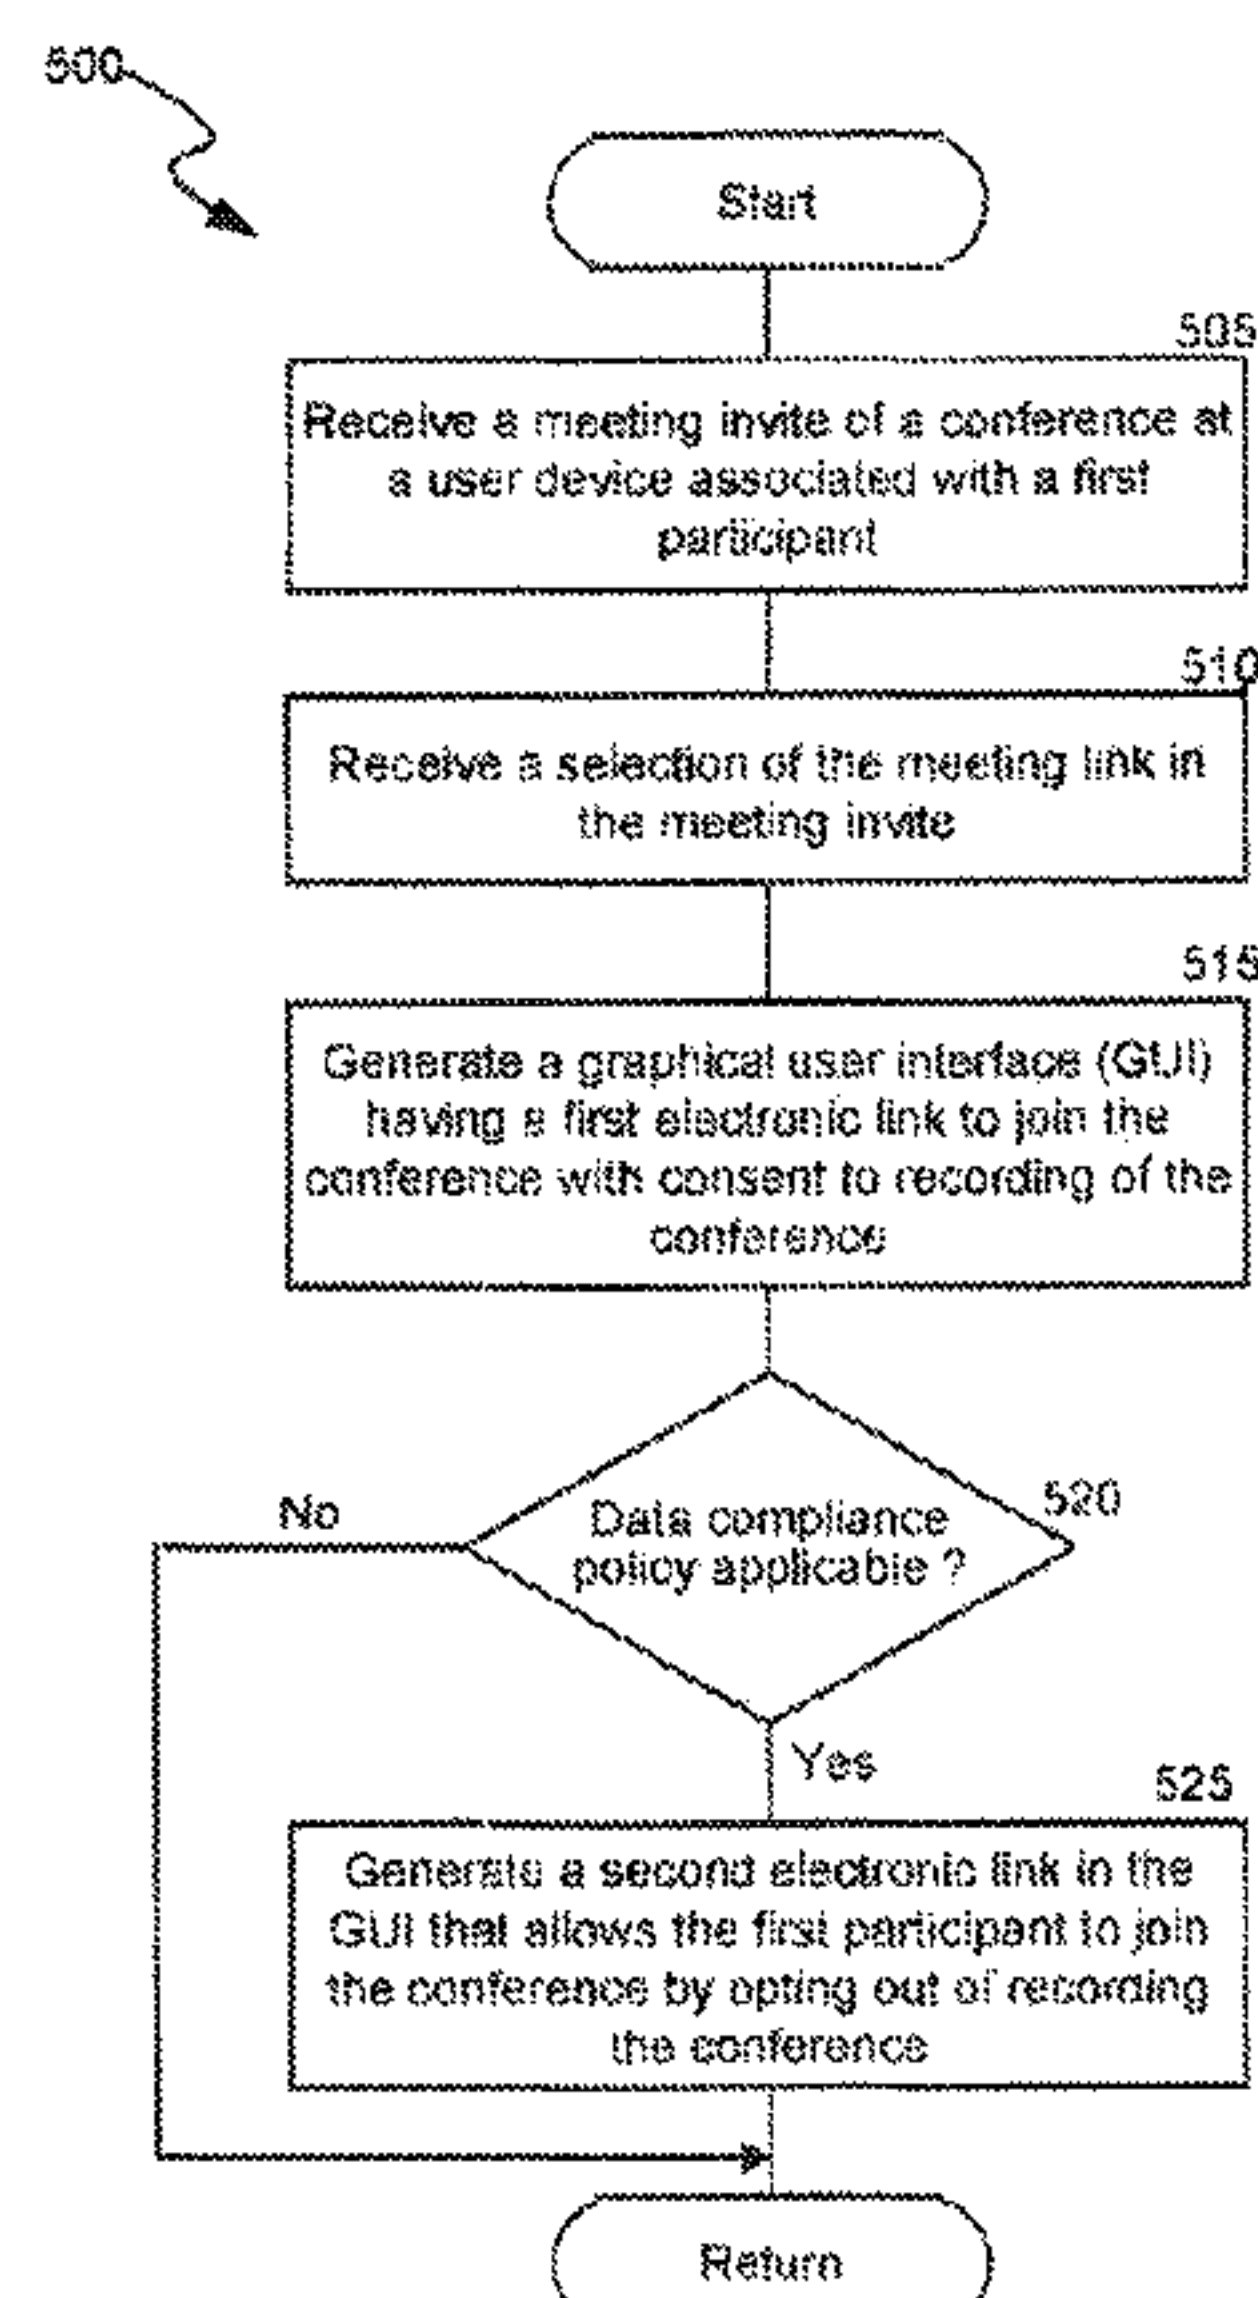 500
Start
505
Receive a meeting invite of a conference at
a user device associated with a first
participant
510
Receive a selection of the meeting link in
the meeting invite
515
Generate a graphical user interface (GUI)
having a first electronic link to join the
conference with consent to recording of the
conference
520
No
Data compliance
policy applicable ?
Yes
525
Generate a second electronic link in the
GUI that allows the first participant to join
the conference by opting out of recording
the conference
Return